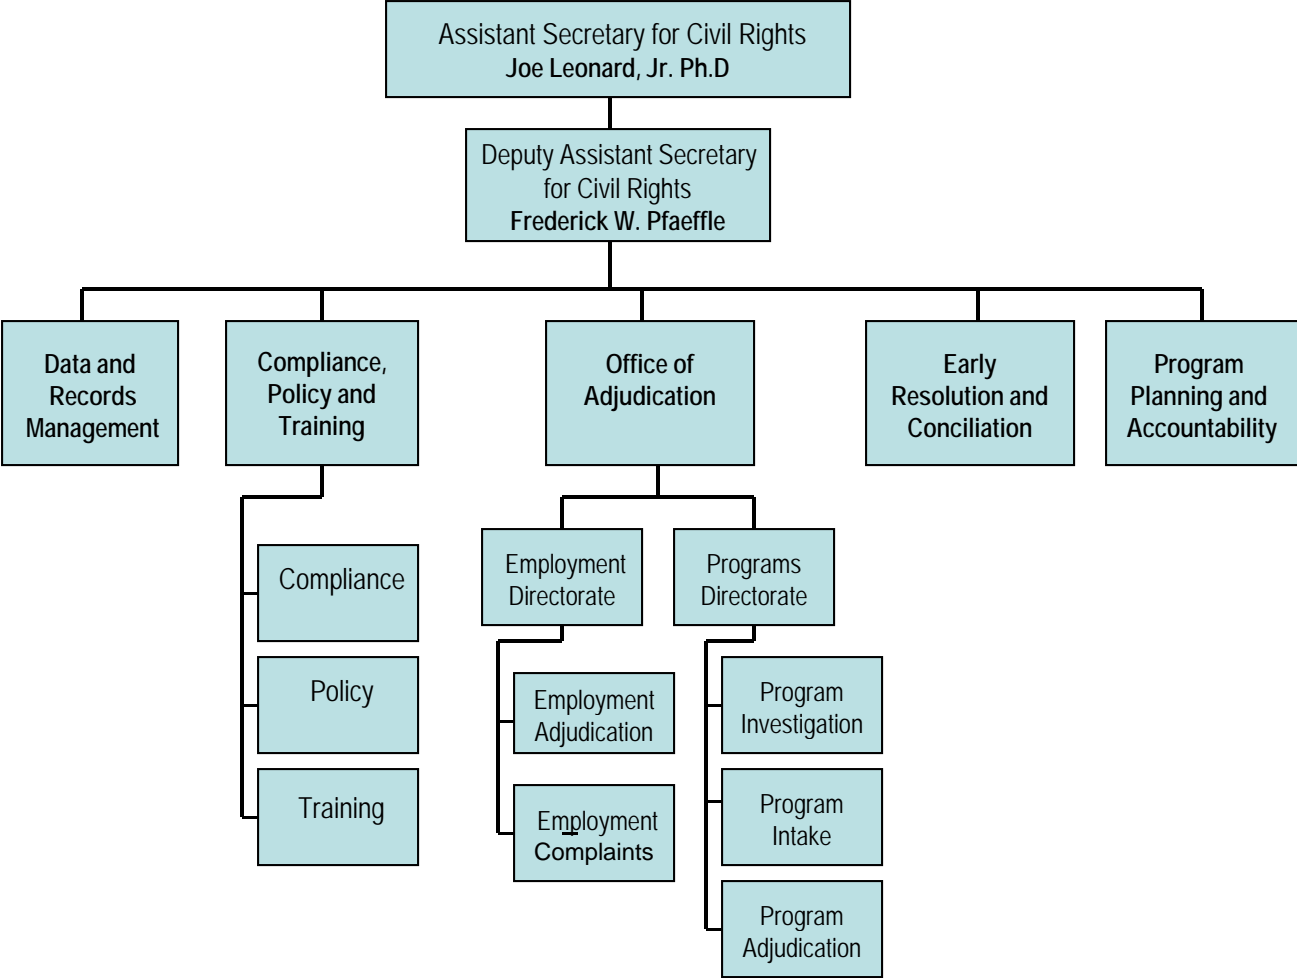 Assistant Secretary for Civil Rights
Joe Leonard, Jr. Ph.D
Deputy Assistant Secretary
for Civil Rights
Frederick W. Pfaeffle
Data and
Records
Management
Compliance,
Policy and
Training
Office of
Adjudication
Early
Resolution and
Conciliation
Program
Planning and
Accountability
Compliance
Policy
Training
Employment
Directorate
Employment
Adjudication
Employment
Complaints
Programs
Directorate
Program
Investigation
Program
Intake
Program
Adjudication